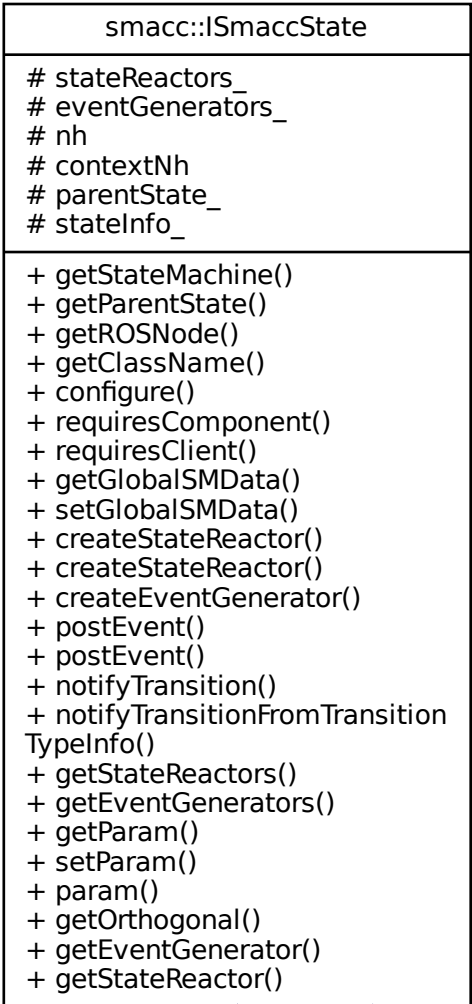 smacc::ISmaccState
# stateReactors_
# eventGenerators_
# nh
# contextNh
# parentState_
# stateInfo_
+ getStateMachine()
+ getParentState()
+ getROSNode()
+ getClassName()
+ configure()
+ requiresComponent()
+ requiresClient()
+ getGlobalSMData()
+ setGlobalSMData()
+ createStateReactor()
+ createStateReactor()
+ createEventGenerator()
+ postEvent()
+ postEvent()
+ notifyTransition()
+ notifyTransitionFromTransition
TypeInfo()
+ getStateReactors()
+ getEventGenerators()
+ getParam()
+ setParam()
+ param()
+ getOrthogonal()
+ getEventGenerator()
+ getStateReactor()